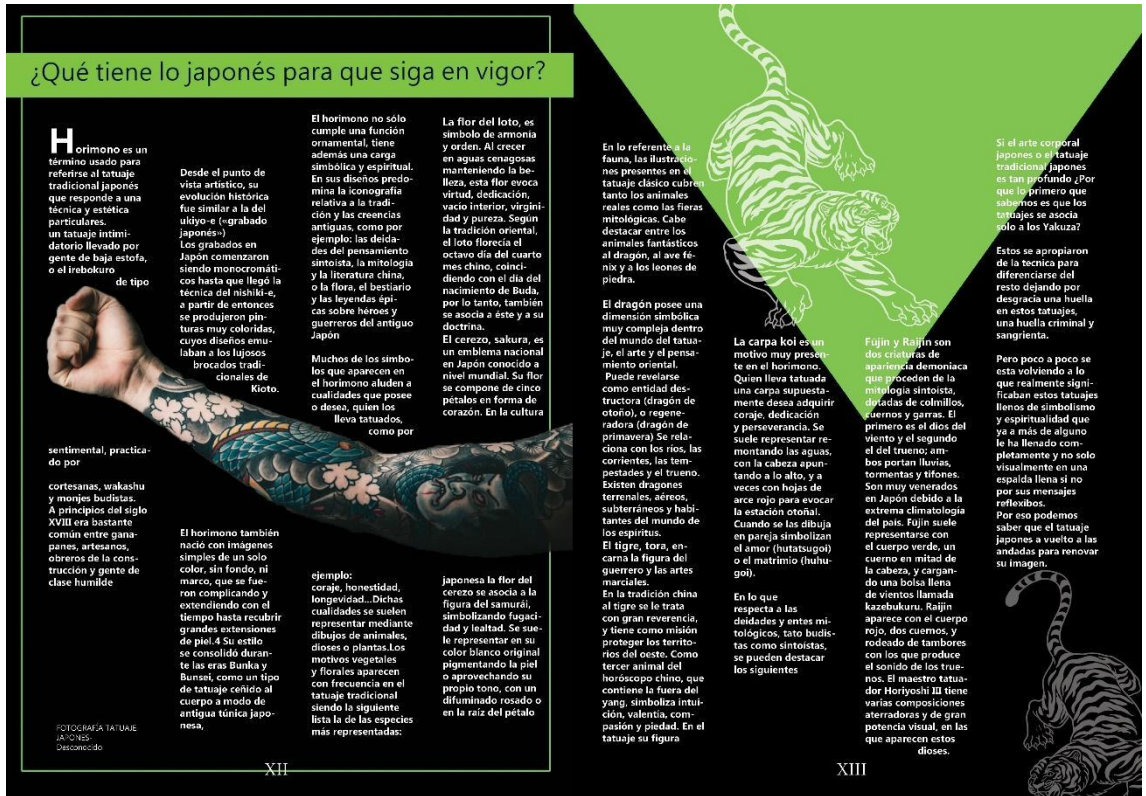 ¿Qué tiene lo japonés para que siga en vigor?
Horimono es un
término usado para
referirse al tatuaje
tradicional japonés
que responde a una
técnica y estética
particulares.
un tatuaje intimi-
datorio llevado por
gente de baja estofa,
o el irebokuro
de tipo
sentimental, practica-
do por
cortesanas, wakashu
y monjes budistas.
A principios del siglo
XVIII era bastante
común entre gana-
panes, artesanos,
obreros de la cons-
trucción y gente de
clase humilde
FOTOGRAFÍA TATUAJE
JAPONES-
Desconocido
Desde el punto de
vista artístico, su
evolución histórica
fue similar a la del
ukiyo-e («grabado
japonés»)
Los grabados en
Japón comenzaron
siendo monocromáti-
cos hasta que llegó la
técnica del nishiki-e,
a partir de entonces
se produjeron pin-
turas muy coloridas,
cuyos diseños emu-
laban a los lujosos
brocados tradi-
cionales de
Kioto.
El horimono también
nació con imágenes
simples de un solo
color, sin fondo, ni
marco, que se fue-
ron complicando y
extendiendo con el
tiempo hasta recubrir
grandes extensiones
de piel.4 Su estilo
se consolidó duran-
te las eras Bunka y
Bunsei, como un tipo
de tatuaje ceñido al
cuerpo a modo de
antigua túnica japo-
nesa,
El horimono no sólo
cumple una función
ornamental, tiene
además una carga
simbólica y espiritual.
En sus diseños predo-
mina la iconografía
relativa a la tradi-
ción y las creencias
antiguas, como por
ejemplo: las deida-
des del pensamiento
sintoista, la mitología
y la literatura china,
o la flora, el bestiario
y las leyendas épi-
cas sobre héroes y
guerreros del antiguo
Japón
Muchos de los símbo-
los que aparecen en
el horimono aluden a
cualidades que posee
o desea, quien los
lleva tatuados,
como por
ejemplo:
coraje, honestidad,
longevidad...Dichas
cualidades se suelen
representar mediante
dibujos de animales,
dioses o plantas.Los
motivos vegetales
y florales aparecen
con frecuencia en el
tatuaje tradicional
siendo la siguiente
lista la de las especies
más representadas:
La flor del loto, es
símbolo de armonía
y orden. Al crecer
en aguas cenagosas
manteniendo la be-
lleza, esta flor evoca
virtud, dedicación,
vacio interior, virgini-
dad y pureza. Según
la tradición oriental,
el loto florecía el
octavo día del cuarto
mes chino, coinci-
diendo con el día del
nacimiento de Buda,
por lo tanto, también
se asocia a éste y a su
doctrina.
El cerezo, sakura, es
un emblema nacional
en Japón conocido a
nivel mundial. Su flor
se compone de cinco
pétalos en forma de
corazón. En la cultura
japonesa la flor del
cerezo se asocia a la
figura del samurái,
simbolizando fugaci-
dad y lealtad. Se sue-
le representar en su
color blanco original
pigmentando la piel
o aprovechando su
propio tono, con un
difuminado rosado o
en la raíz del pétalo
XII
En lo referente a la
fauna, las ilustracio-
nes presentes en el
tatuaje clásico cubren
tanto los animales
reales como las fieras
mitológicas. Cabe
destacar entre los
animales fantásticos
al dragón, al ave fé-
nix y a los leones de
piedra.
El dragón posee una
dimensión simbólica
muy compleja dentro
del mundo del tatua-
je, el arte y el pensa-
miento oriental.
Puede revelarse
como entidad des-
tructora (dragón de
otoño), o regene-
radora (dragón de
primavera) Se rela-
ciona con los ríos, las
corrientes, las tem-
pestades y el trueno.
Existen dragones
terrenales, aéreos,
subterráneos y habi-
tantes del mundo de
los espiritus.
El tigre, tora, en-
carna la figura del
guerrero y las artes
marciales.
En la tradición china
al tigre se le trata
con gran reverencia,
y tiene como misión
proteger los territo-
rios del oeste. Como
tercer animal del
horóscopo chino, que
contiene la fuera del
yang, simboliza intui-
ción, valentía, com-
pasión y piedad. En el
tatuaje su figura
La carpa koi es un
motivo muy presen-
te en el horimono.
Quien lleva tatuada
una carpa supuesta-
mente desea adquirir
coraje, dedicación
y perseverancia. Se
suele representar re-
montando las aguas,
con la cabeza apun-
tando a lo alto, y a
veces con hojas de
arce rojo para evocar
la estación otoñal.
Cuando se las dibuja
en pareja simbolizan
el amor (hutatsugoi)
o el matrimio (huhu-
goi).
En lo que
respecta a las
deidades y entes mi-
tológicos, tato budis-
tas como sintoístas,
se pueden destacar
los siguientes
Fūjin y Raijin son
dos criaturas de
apariencia demoniaca
que proceden de la
mitología sintoista,
dotadas de colmillos,
cuernos y garras. El
primero es el dios del
viento y el segundo
el del trueno; am-
bos portan lluvias,
tormentas y tifones.
Son muy venerados
en Japón debido a la
extrema climatología
del país. Fūjin suele
representarse con
el cuerpo verde, un
cuerno en mitad de
la cabeza, y cargan-
do una bolsa llena
de vientos llamada
kazebukuru. Raijin
aparece con el cuerpo
rojo, dos cuernos, y
rodeado de tambores
con los que produce
el sonido de los true-
nos. El maestro tatua-
dor Horiyoshi III tiene
varias composiciones
aterradoras y de gran
potencia visual, en las
que aparecen estos
dioses.
Si el arte corporal
japones o el tatuaje
tradicional japones
es tan profundo ¿Por
que lo primero que
sabemos es que los
tatuajes se asocia
solo a los Yakuza?
Estos se apropiaron
de la tecnica para
diferenciarse del
resto dejando por
desgracia una huella
en estos tatuajes,
una huella criminal y
sangrienta.
Pero poco a poco se
esta volviendo a lo
que realmente signi-
ficaban estos tatuajes
llenos de simbolismo
y espiritualidad que
ya a más de alguno
le ha llenado com-
pletamente y no solo
visualmente en una
espalda llena si no
por sus mensajes
reflexibos.
Por eso podemos
saber que el tatuaje
japones a vuelto a las
andadas para renovar
su imagen.
XIII